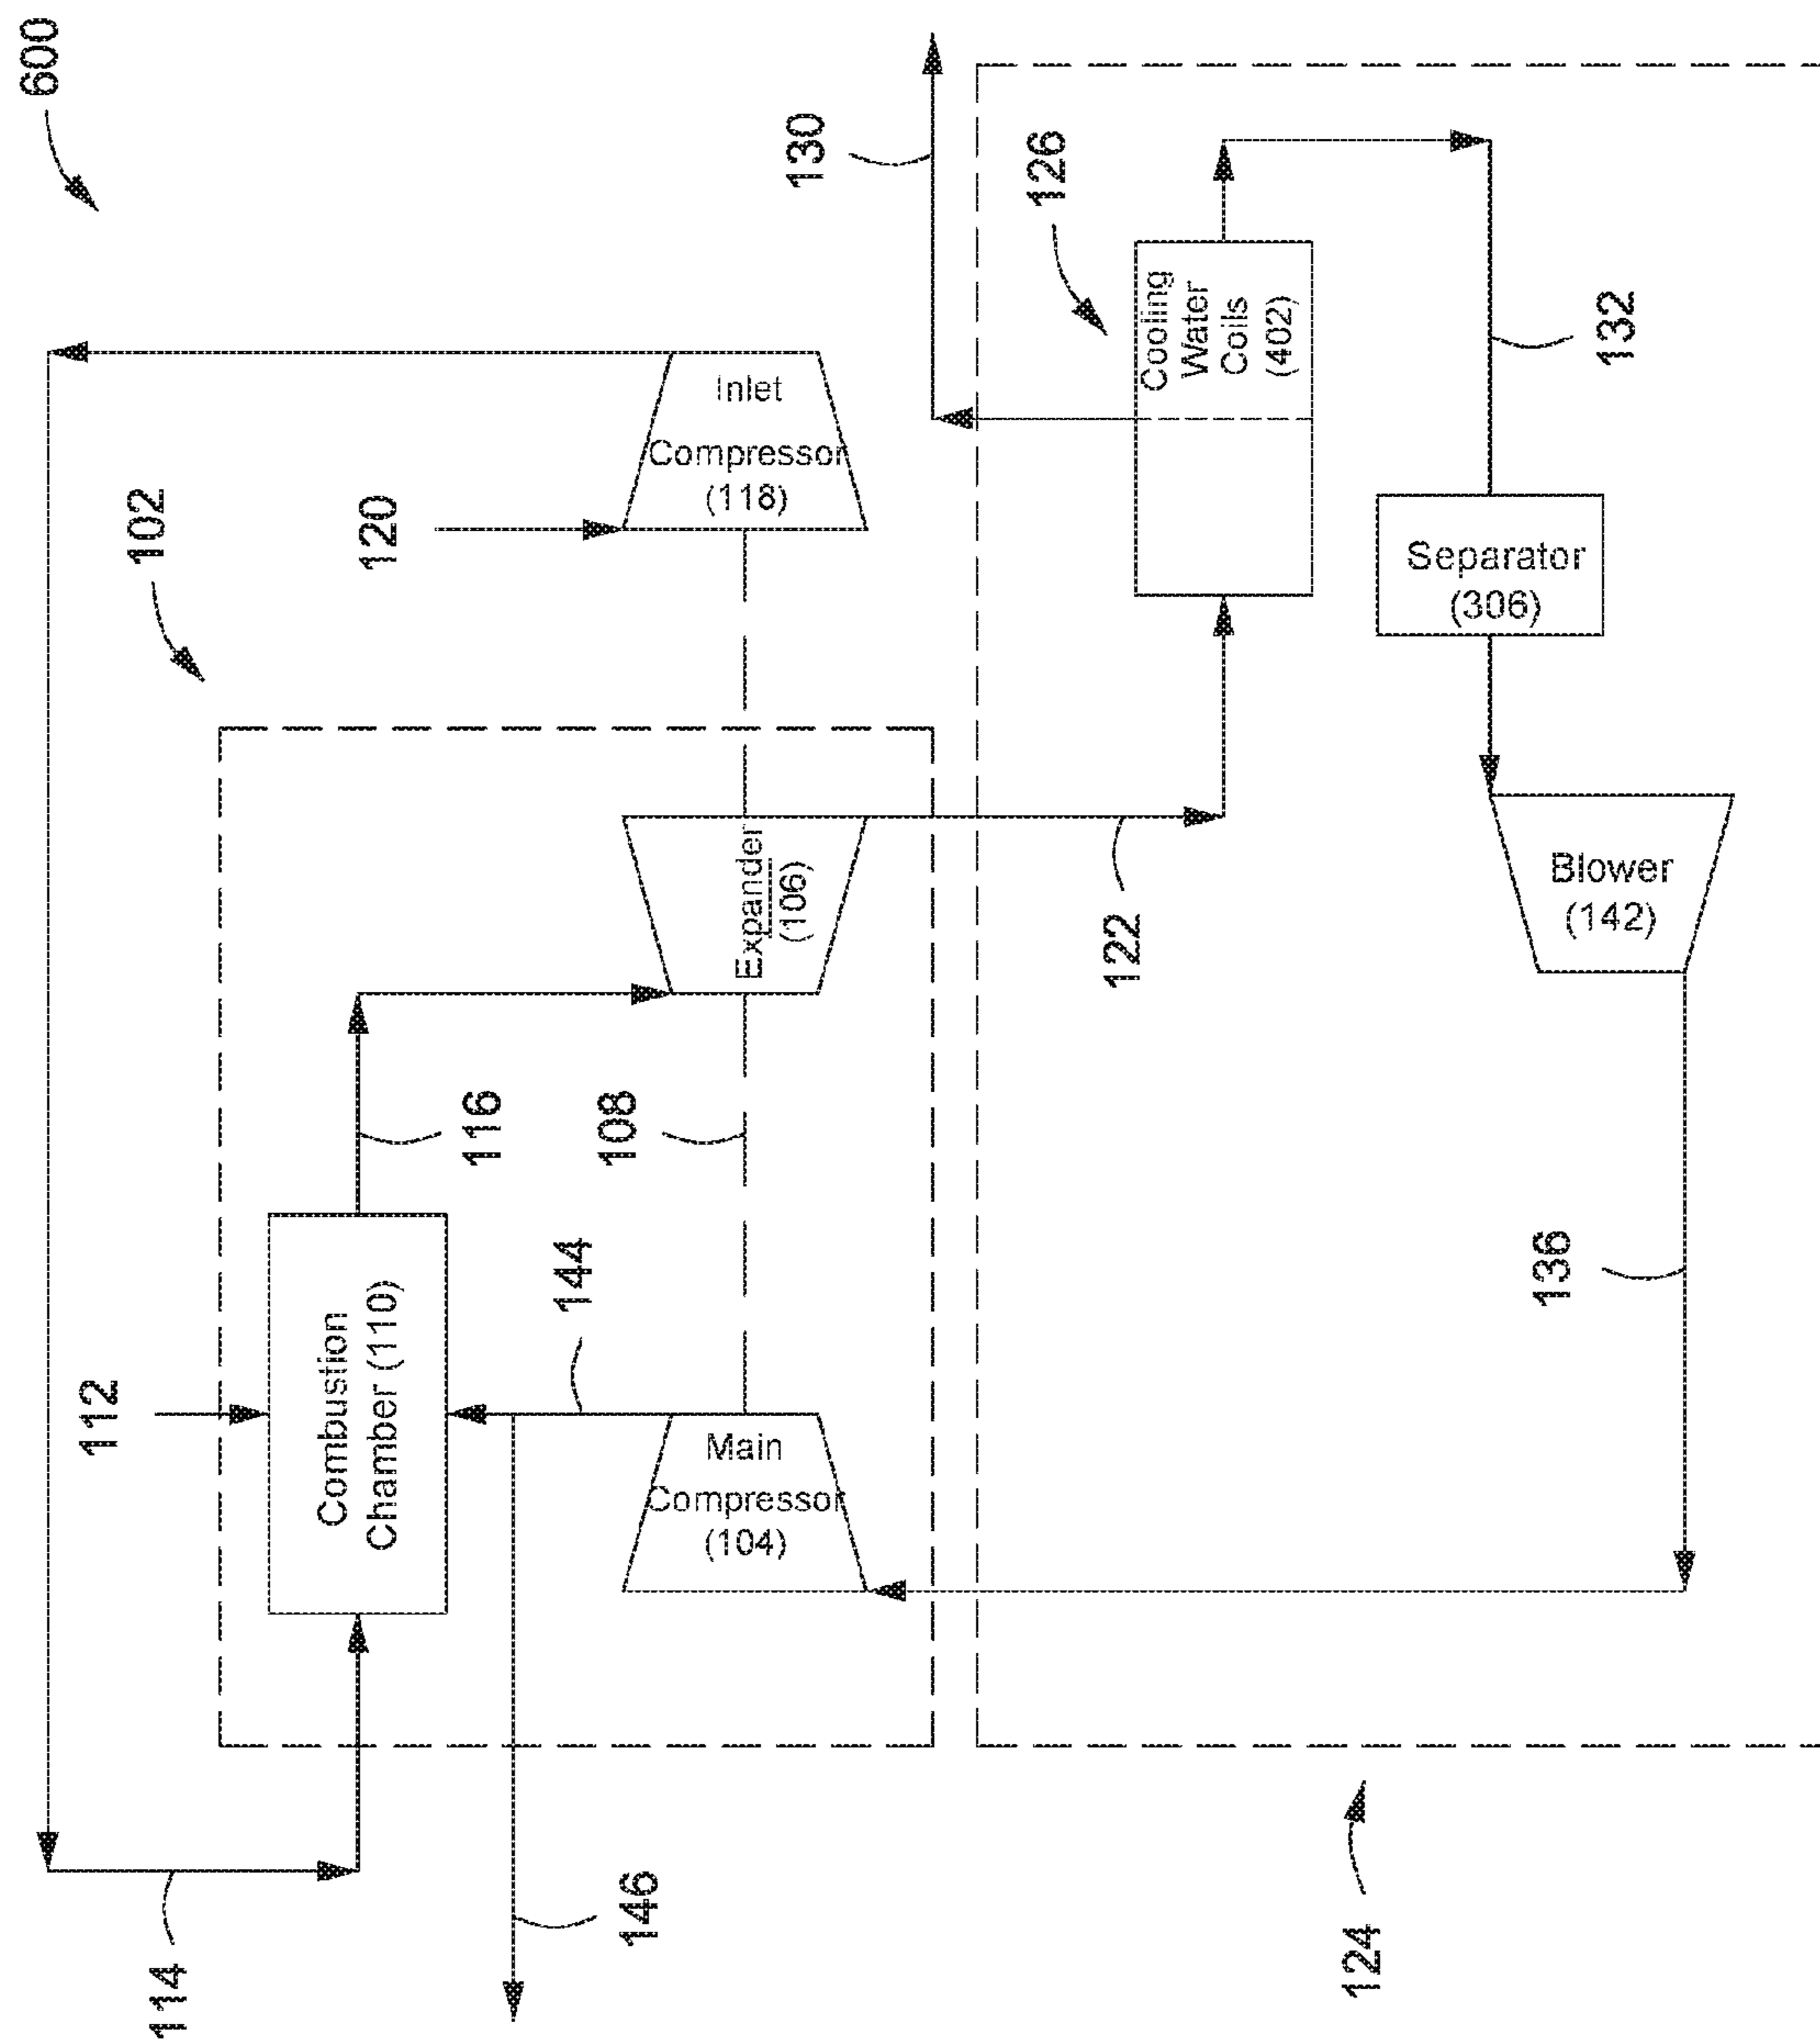 600
102
112
114
Combustion
Chamber (110)
116
120
144
108
146
Main
Compressor
(104)
Expander
(106)
Inlet
Compressor
(118)
130
122
126
Cooling
Water
Coils
(402)
124
Separator
(306)
132
Blower
(142)
136